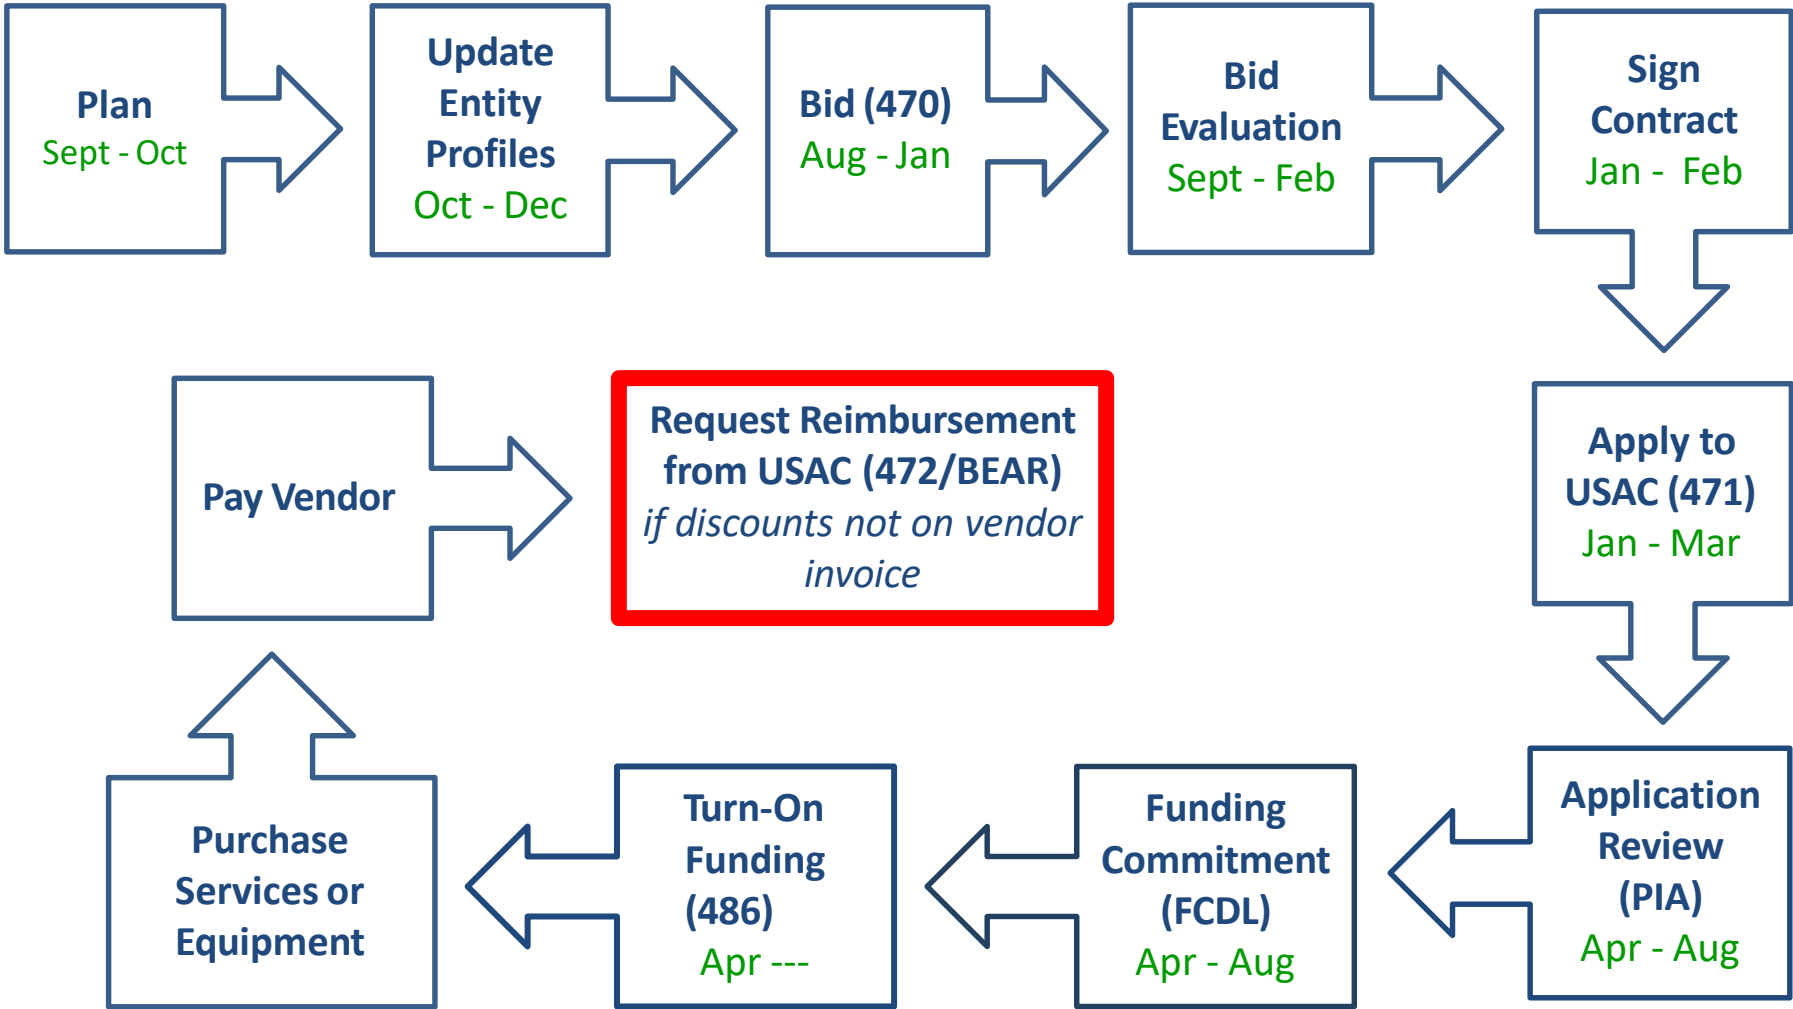 Plan
Sept - Oct
Update
Entity
Profiles
Oct - Dec
Bid (470)
Aug - Jan
Bid
Evaluation
Sept - Feb
Sign
Contract
Jan - Feb
Apply to
USAC (471)
Jan - Mar
Application
Review
(PIA)
Apr - Aug
Funding
Commitment
(FCDL)
Apr - Aug
Turn-On
Funding
(486)
Apr ---
Purchase
Services or
Equipment
Pay Vendor
Request Reimbursement
from USAC (472/BEAR)
if discounts not on vendor
invoice